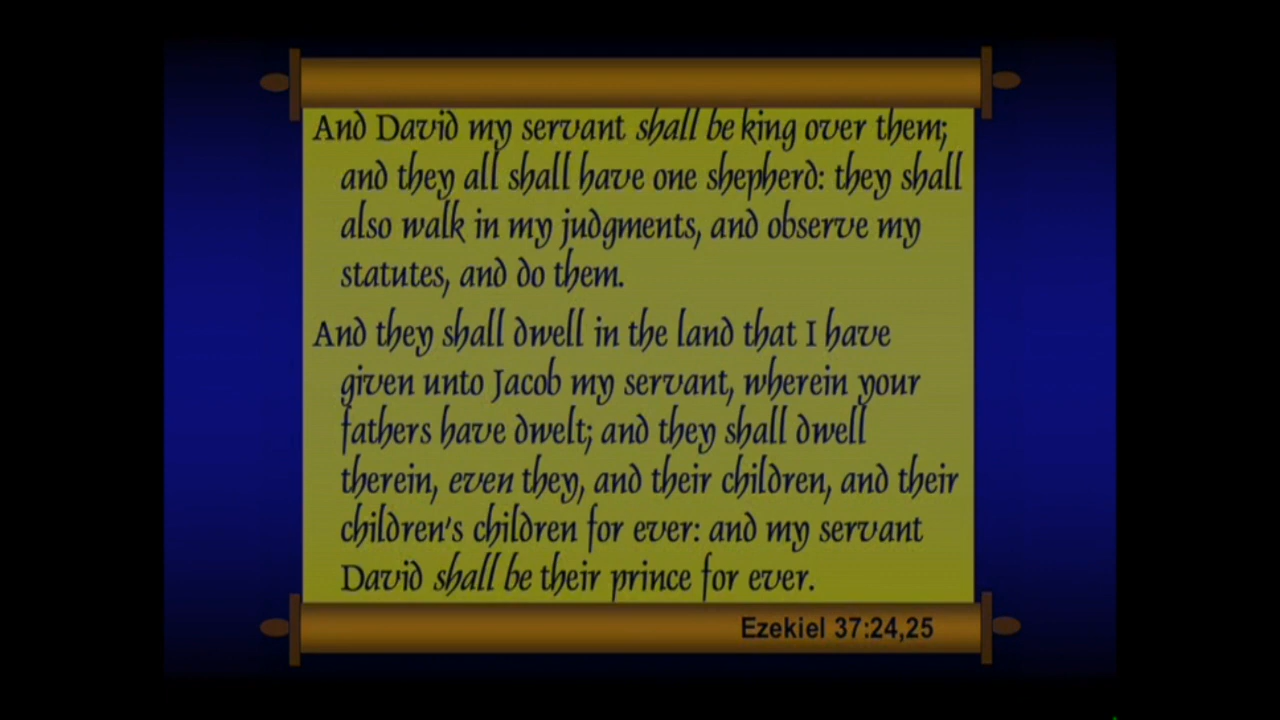 And David my servant shall be king over them;
and they all shall have one shepherd: they shall
also walk in my judgments, and observe my
statutes, and do them.
And they shall dwell in the land that I have
given unto Jacob my servant, wherein your
fathers have dwelt; and they shall dwell
therein, even they, and their children, and their
children's children for ever: and my servant
David shall be their prince for ever.
Ezekiel 37:24,25